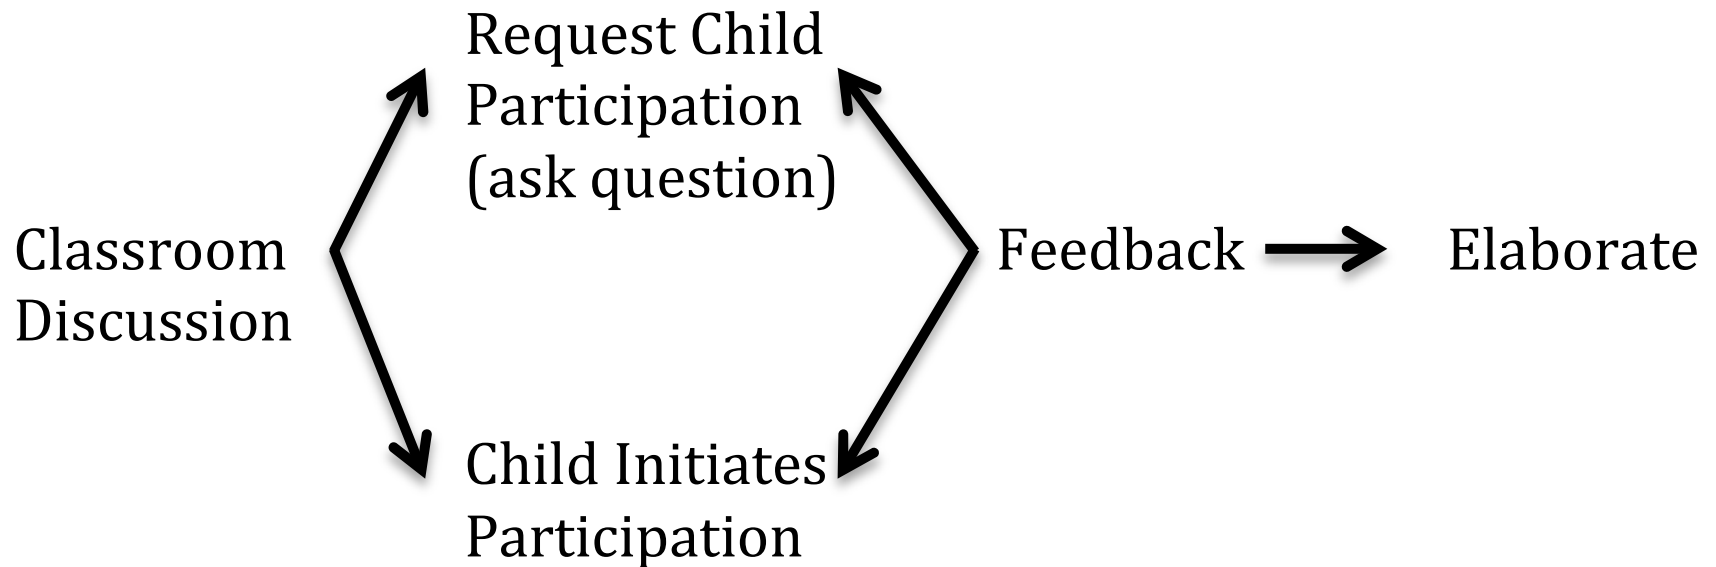 Request Child
Participation
(ask question)
Classroom
Discussion
Feedback
Elaborate
Child Initiates
Participation